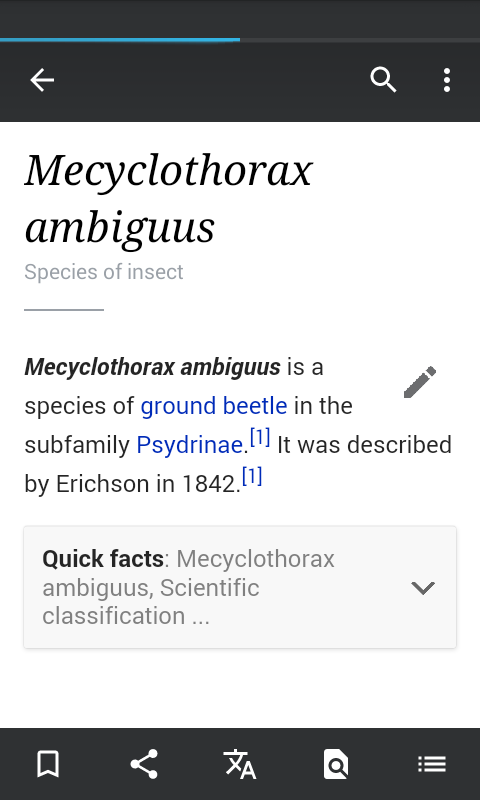 Mecyclothorax
ambiguus
Species of insect
Mecyclothorax ambiguus is a
species of ground beetle in the
subfamily Psydrinae.[1] It was described
by Erichson in 1842.[1]
Quick facts: Mecyclothorax
ambiguus, Scientific
classification ...